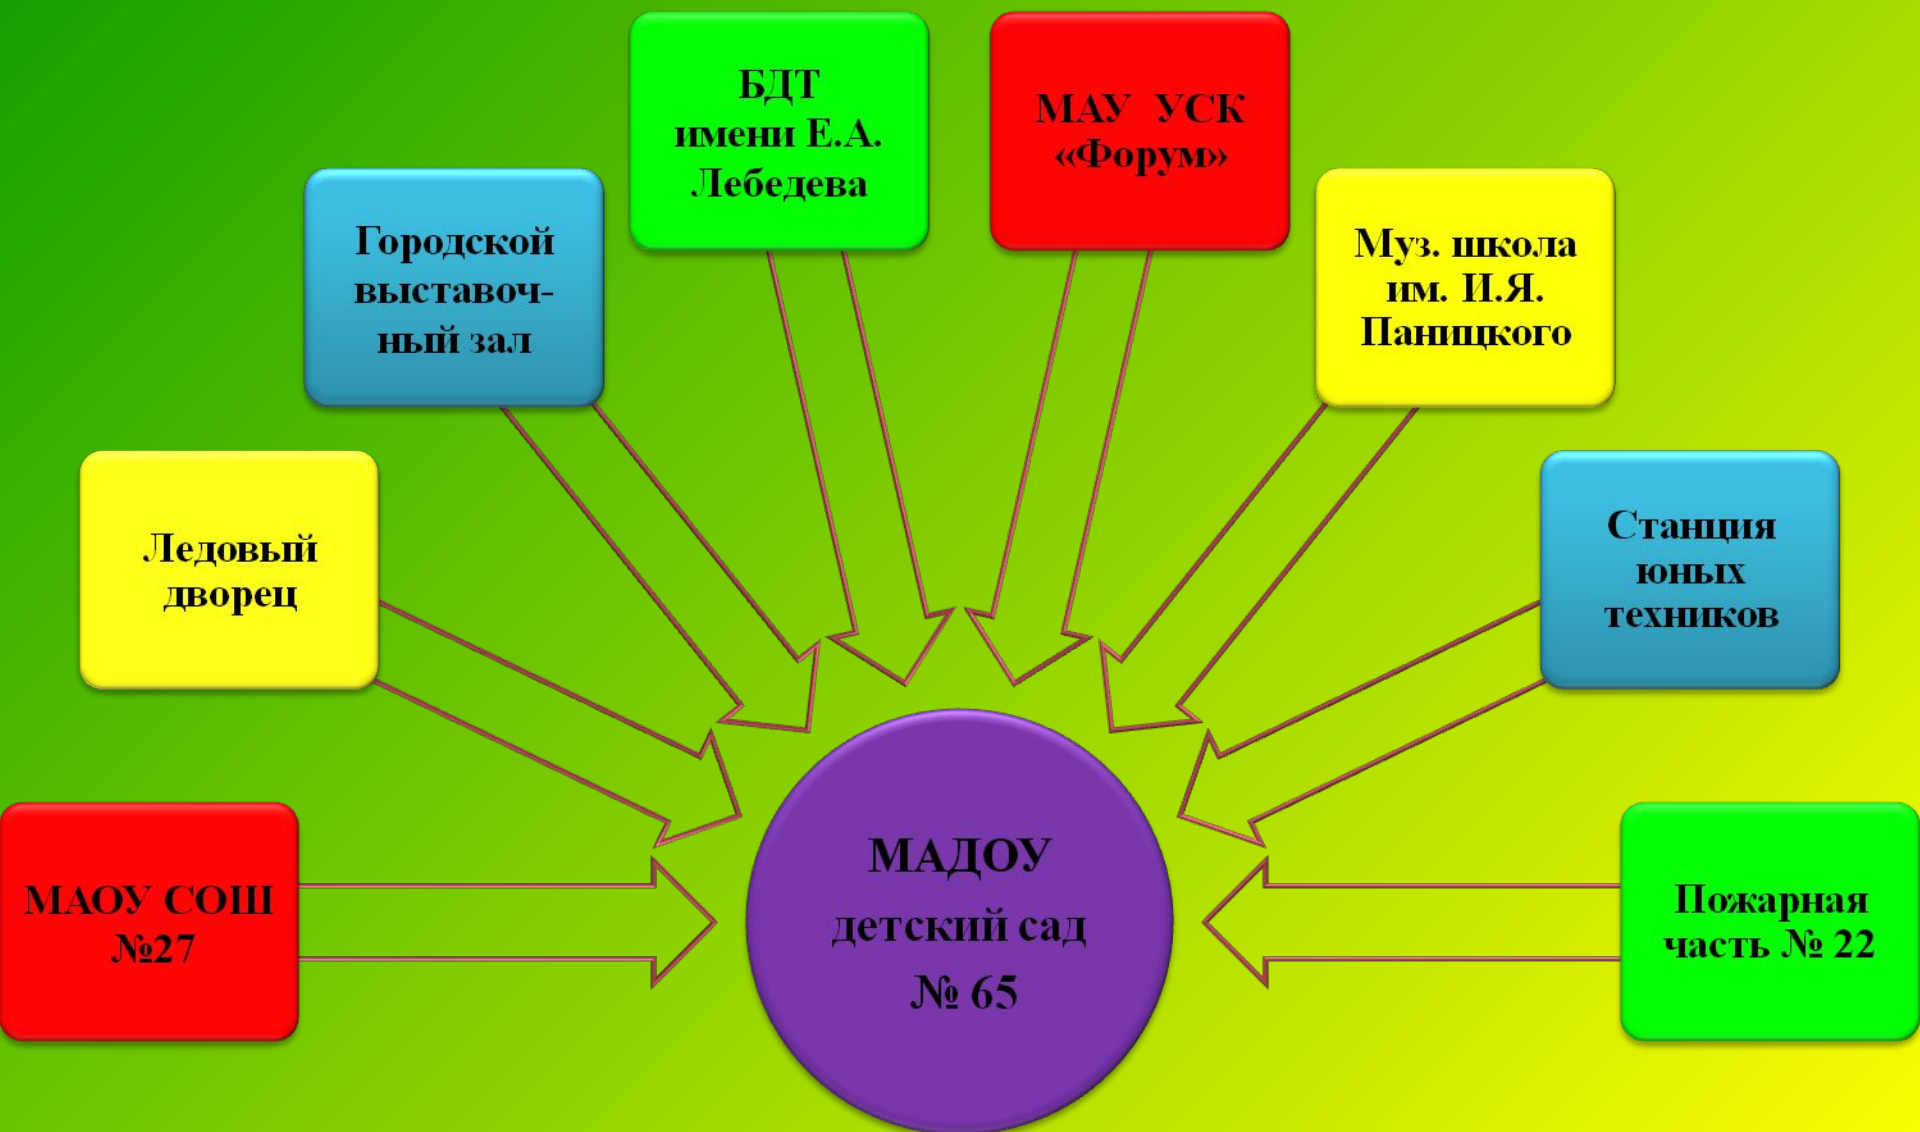 БДТ
имени Е.А.
Лебедева
МАУ УСК
«Форум»
Городской
выставоч-
ный зал
Муз. школа
им. И.Я.
Паницкого
Ледовый
дворец
Станция
юных
техников
МАОУ СОШ
№27
МАДОУ
детский сад
№ 65
Пожарная
часть № 22